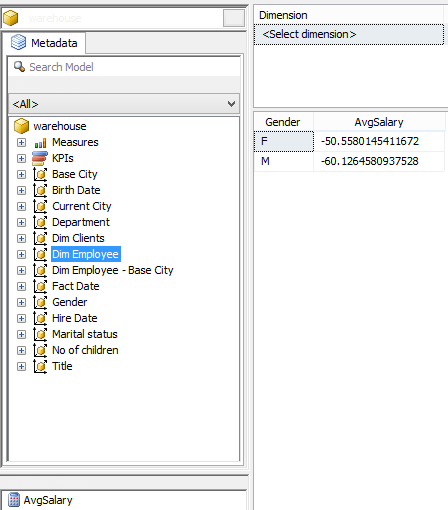 warehouse
Metadata
Search Model
<All>
warehouse
Measures
KPIs
Base City
Birth Date
Current City
Department
Dim Clients
Dim Employee
Dim Employee - Base City
Fact Date
Gender
Hire Date
Marital status
No of children
Title
AvgSalary
Dimension
<Select dimension>
Gender AvgSalary
F -50.5580145411672
M -60.1264580937528